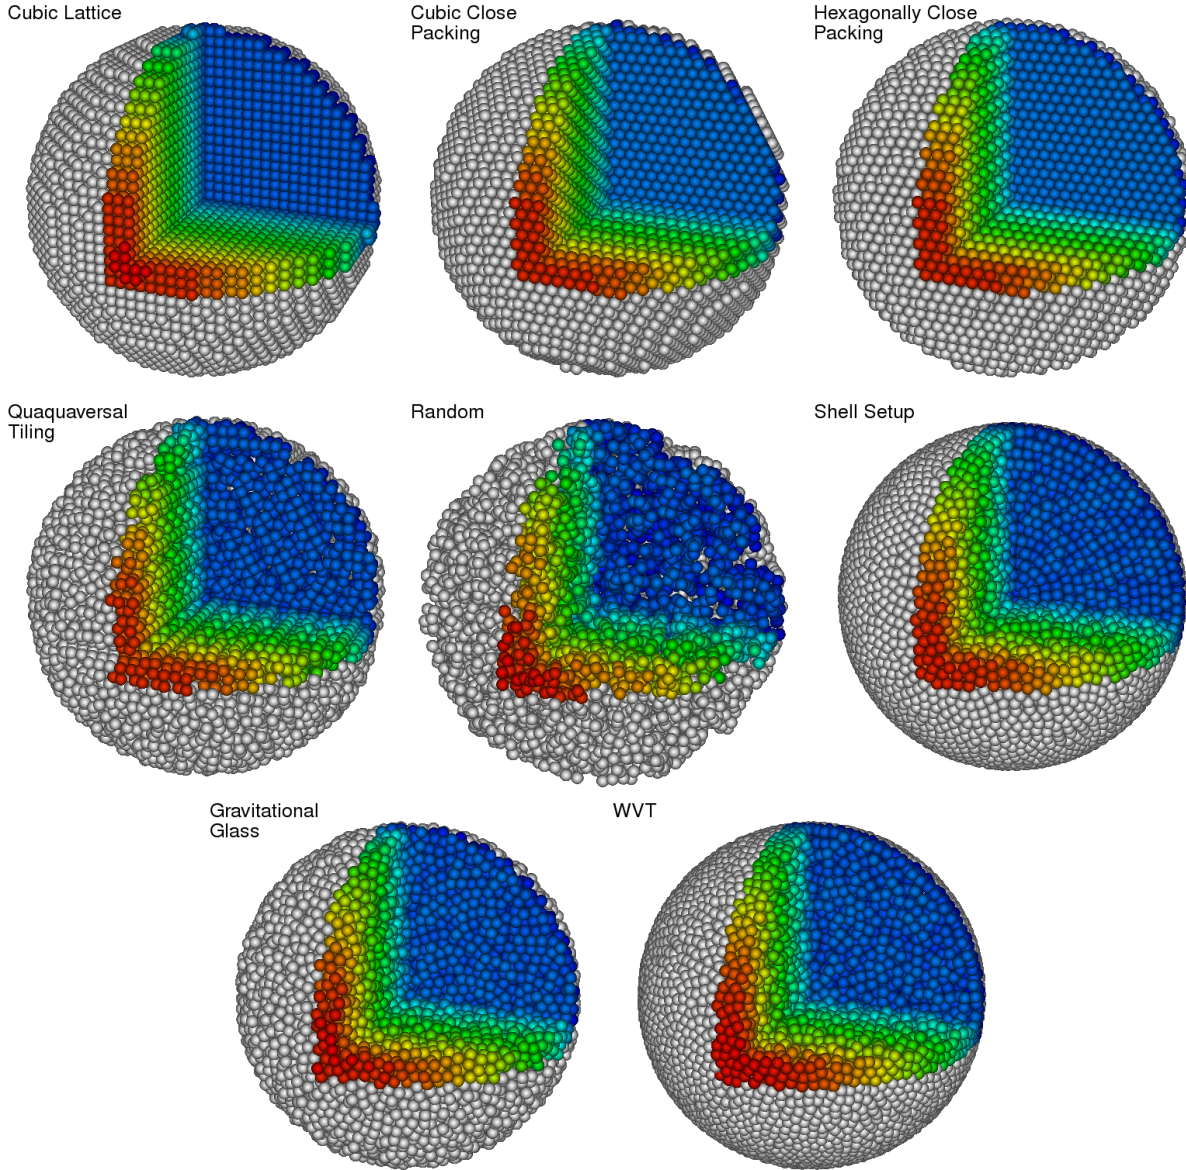 Cubic Lattice
Cubic Close
Packing
Hexagonally Close
Packing
Quaquaversal
Tiling
Random
Shell Setup
Gravitational
Glass
WVT